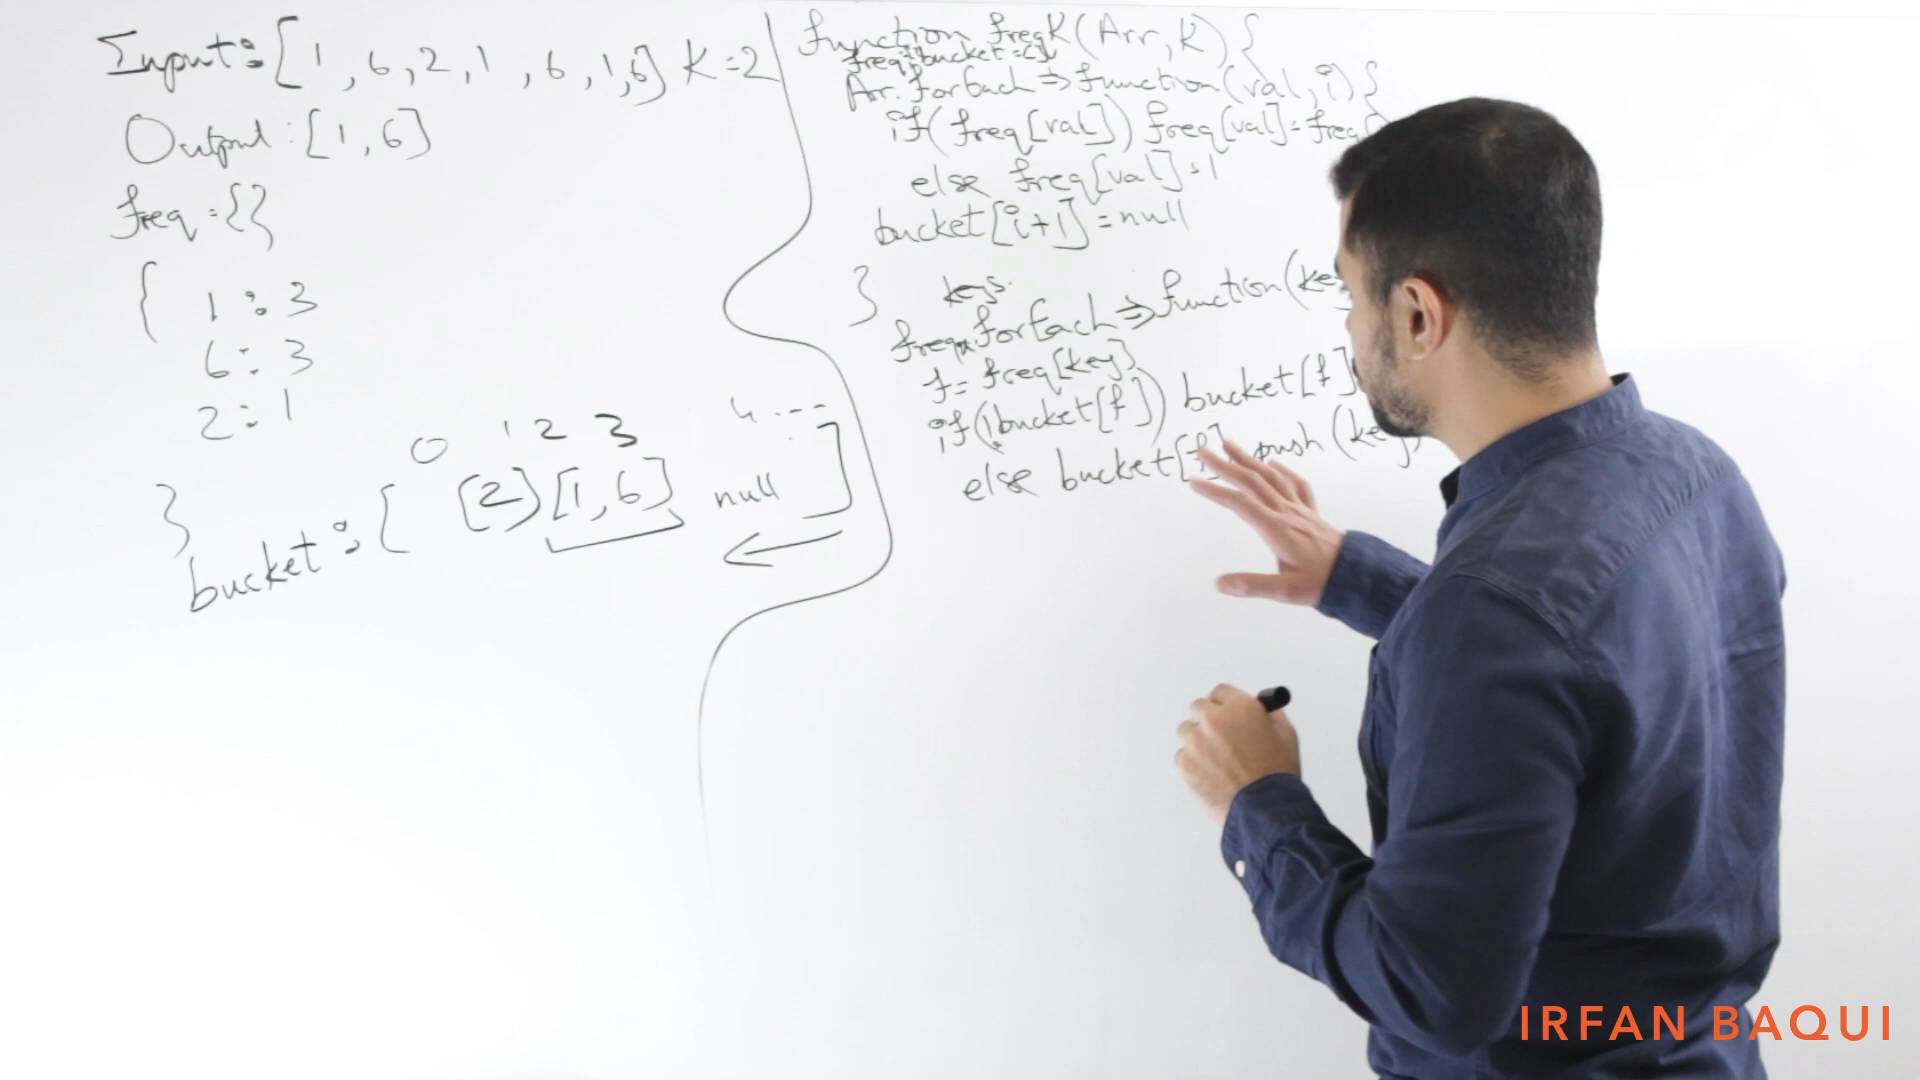 Input: [1, 6, 2, 1, 6, 1, 6] K=2
Output: [1, 6]
freq = {}
{
1 : 3
6 : 3
2 : 1
}
0 1 2 3 4 ---
bucket : [ [2] [1, 6] null ]
function freqK(Arr, K) {
freq bucket
Arr.forEach => function(val, i) {
if(freq[val]) freq[val] = freq
else freq[val] = 1
bucket[i+1] = null
}
keys.
freq.forEach => function(ke
f = freq[key]
if(!bucket[f]) bucket[f]
else bucket[f] push(key
IRFAN BAQUI